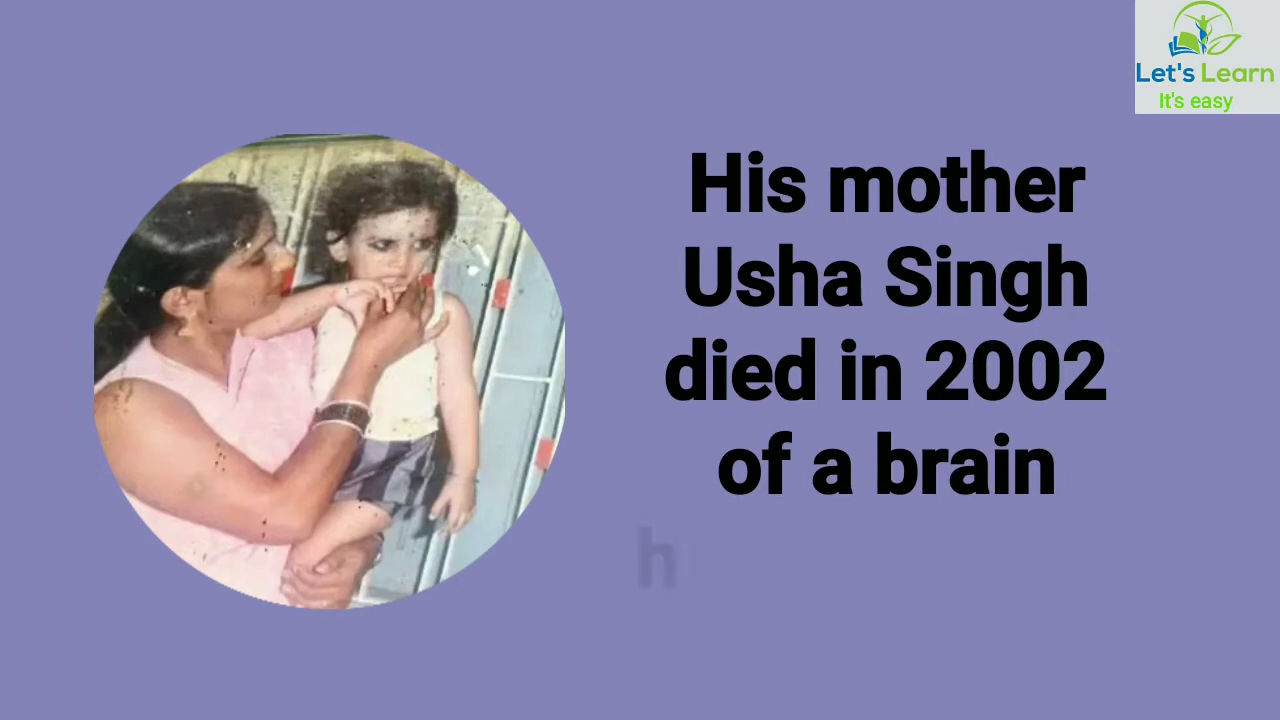 Let's Learn
It's easy
His mother
Usha Singh
died in 2002
of a brain
h